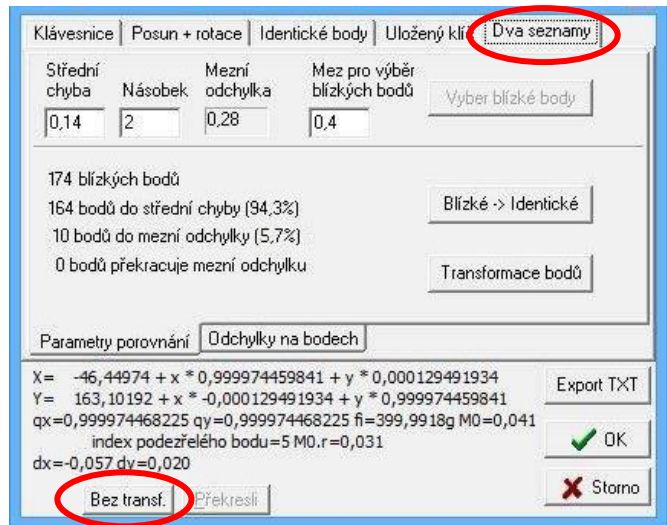 Klávesnice Posun + rotace Identické body Uložený klí Dva seznamy
Střední chyba Násobek Mezní odchylka Mez pro výběr blízkých bodů Vyber blízké body
0,14 2 0,28 0,4
174 blízkých bodů
164 bodů do střední chyby (94,3%) Blízké -> Identické
10 bodů do mezní odchylky (5,7%)
0 bodů překracuje mezní odchylku Transformace bodů
Parametry porovnání Odchylky na bodech
X= -46,44974 + x * 0,999974459841 + y * 0,000129491934
Y= 163,10192 + x * -0,000129491934 + y * 0,999974459841
Export TXT
qx=0,999974468225 qy=0,999974468225 fi=399,9918g M0=0,041
index podezřelého bodu=5 M0.r=0,031
OK
dx=-0,057 dy=0,020
Bez transf. Překresli Storno